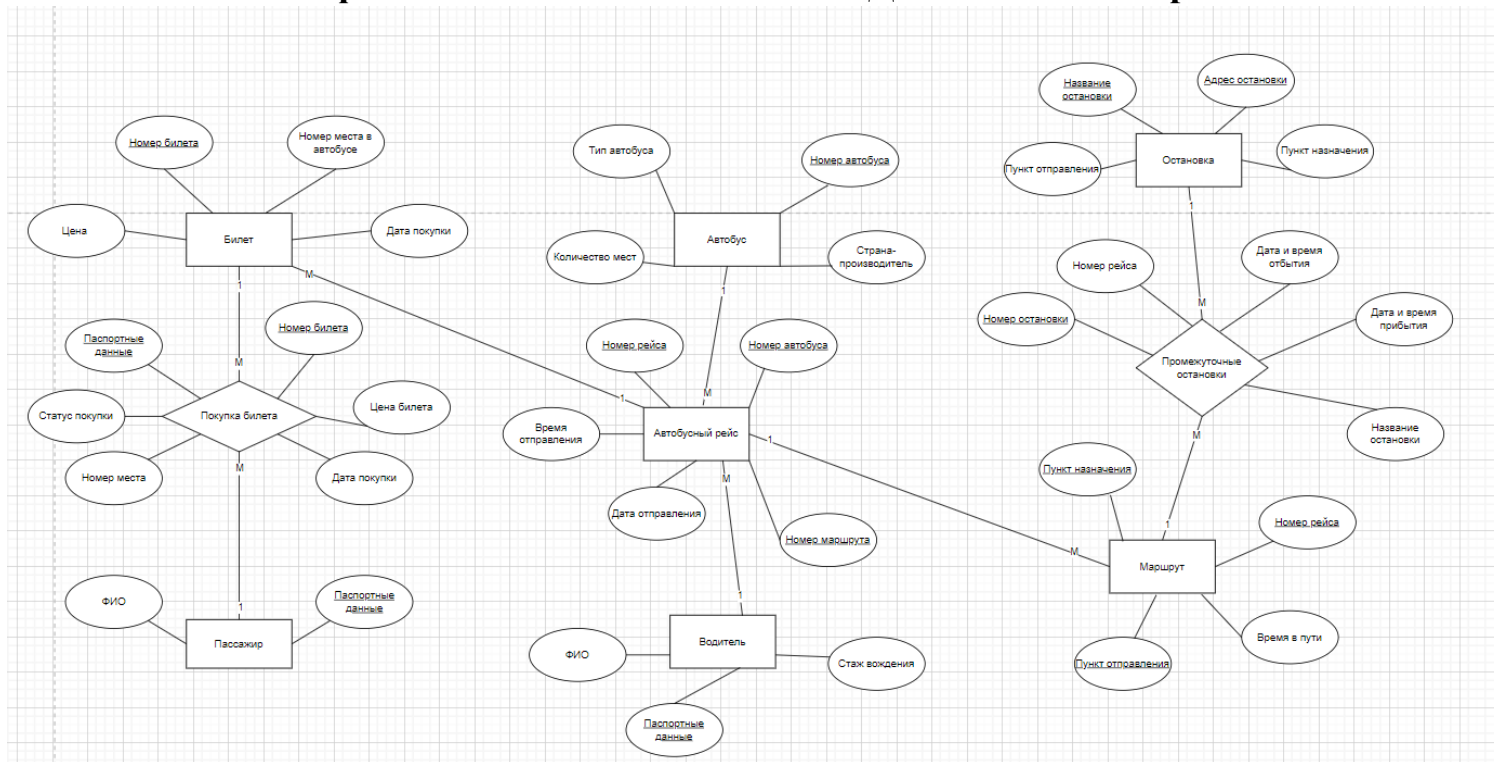 Название
остановки
Адрес остановки
Номер билета
Номер места в
автобусе
Тип автобуса
Номер автобуса
Остановка
Пункт отправления
Пункт назначения
Цена
Билет
Дата покупки
Автобус
Количество мест
Страна-
производитель
1
M
1
1
Номер рейса
Дата и время
отбытия
Номер остановки
M
Дата и время
прибытия
Паспортные
данные
Номер билета
Номер рейса
Номер автобуса
M
M
Промежуточные
остановки
Статус покупки
Покупка билета
Цена билета
1
Время
отправления
Автобусный рейс
1
M
Название
остановки
Номер места
M
Дата покупки
M
Пункт назначения
Дата отправления
Номер маршрута
1
M
Номер рейса
Маршрут
ФИО
1
Паспортные
данные
1
Пассажир
Водитель
Время в пути
ФИО
Стаж вождения
Пункт отправления
Паспортные
данные